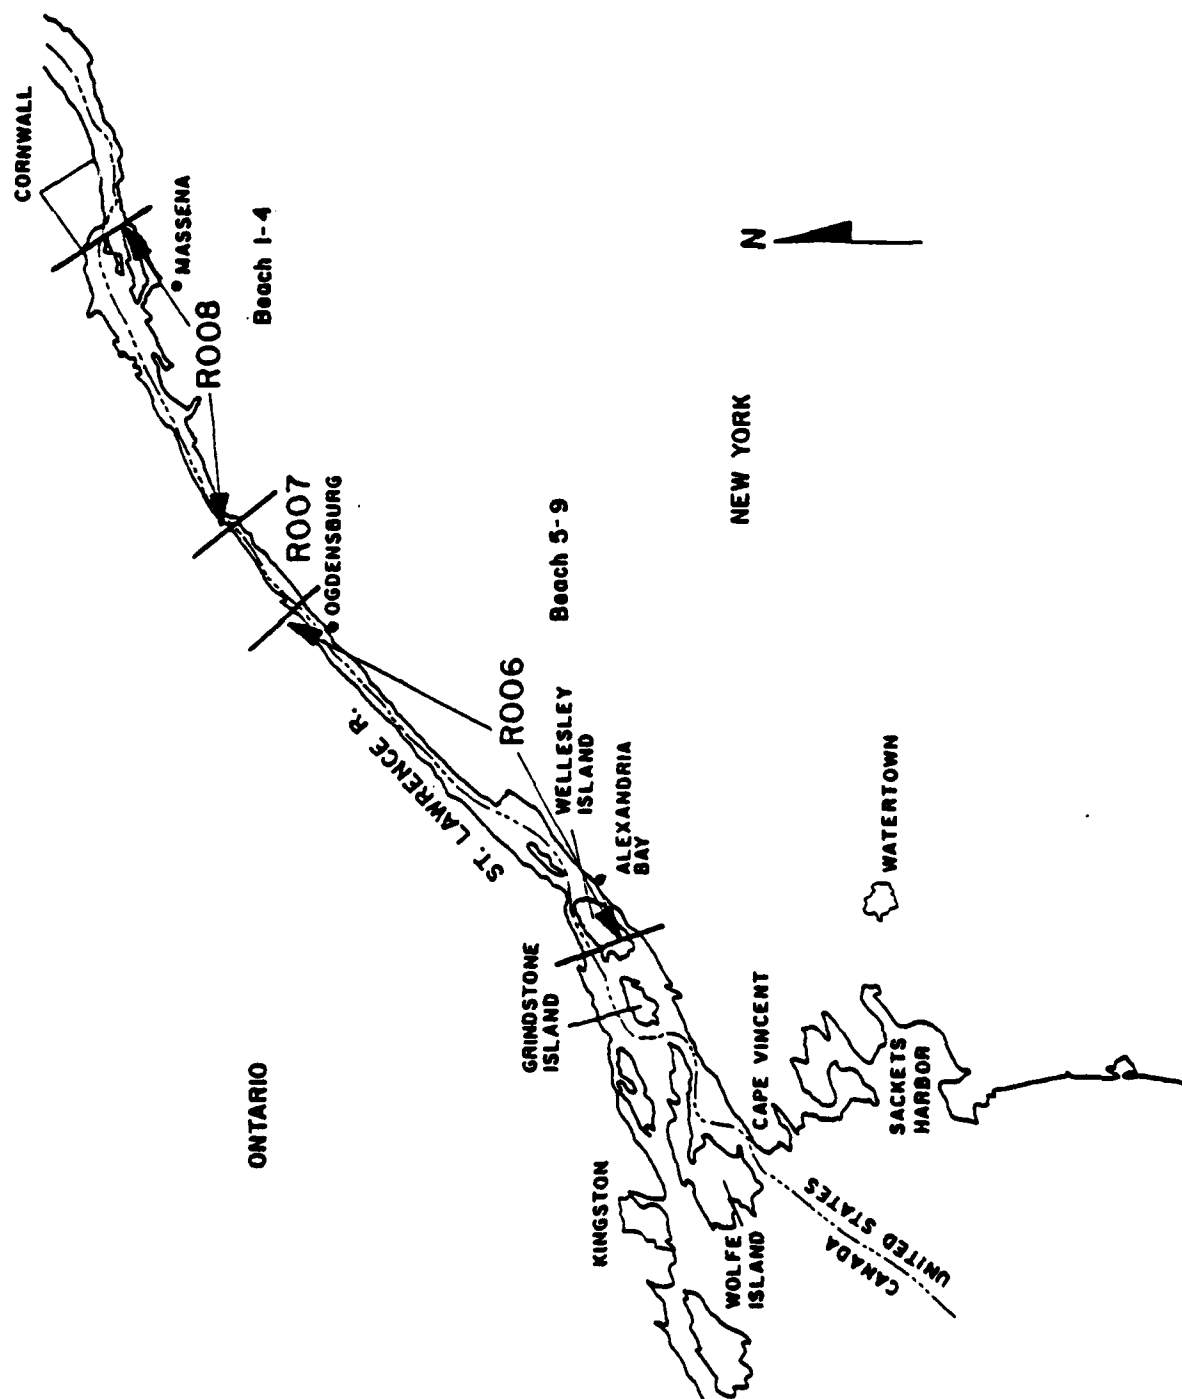 CORNWALL
MASSENA
R008
ONTARIO
Beach 1-4
R007
OGDENSBURG
ST. LAWRENCE R.
R006
GRINDSTONE
ISLAND
Beach 5-9
WELLESLEY
ISLAND
KINGSTON
ALEXANDRIA
BAY
WOLFE
ISLAND
NEW YORK
N
CAPE VINCENT
CANADA
UNITED STATES
WATERTOWN
SACKETS
HARBOR